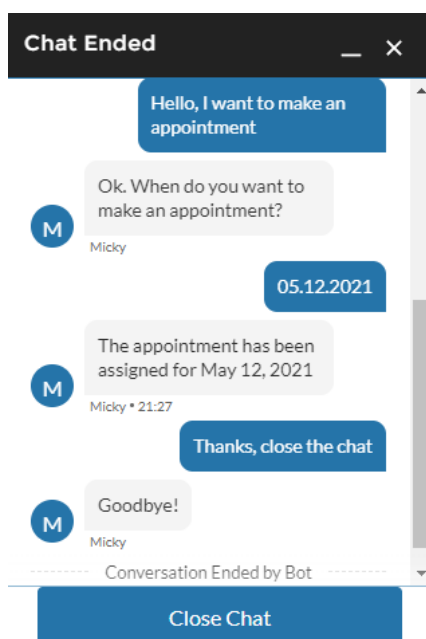 Chat Ended
Hello, I want to make an
appointment
Ok. When do you want to
make an appointment?
M
Micky
05.12.2021
The appointment has been
assigned for May 12, 2021
M
Micky • 21:27
Thanks, close the chat
Goodbye!
M
Micky
Conversation Ended by Bot
Close Chat